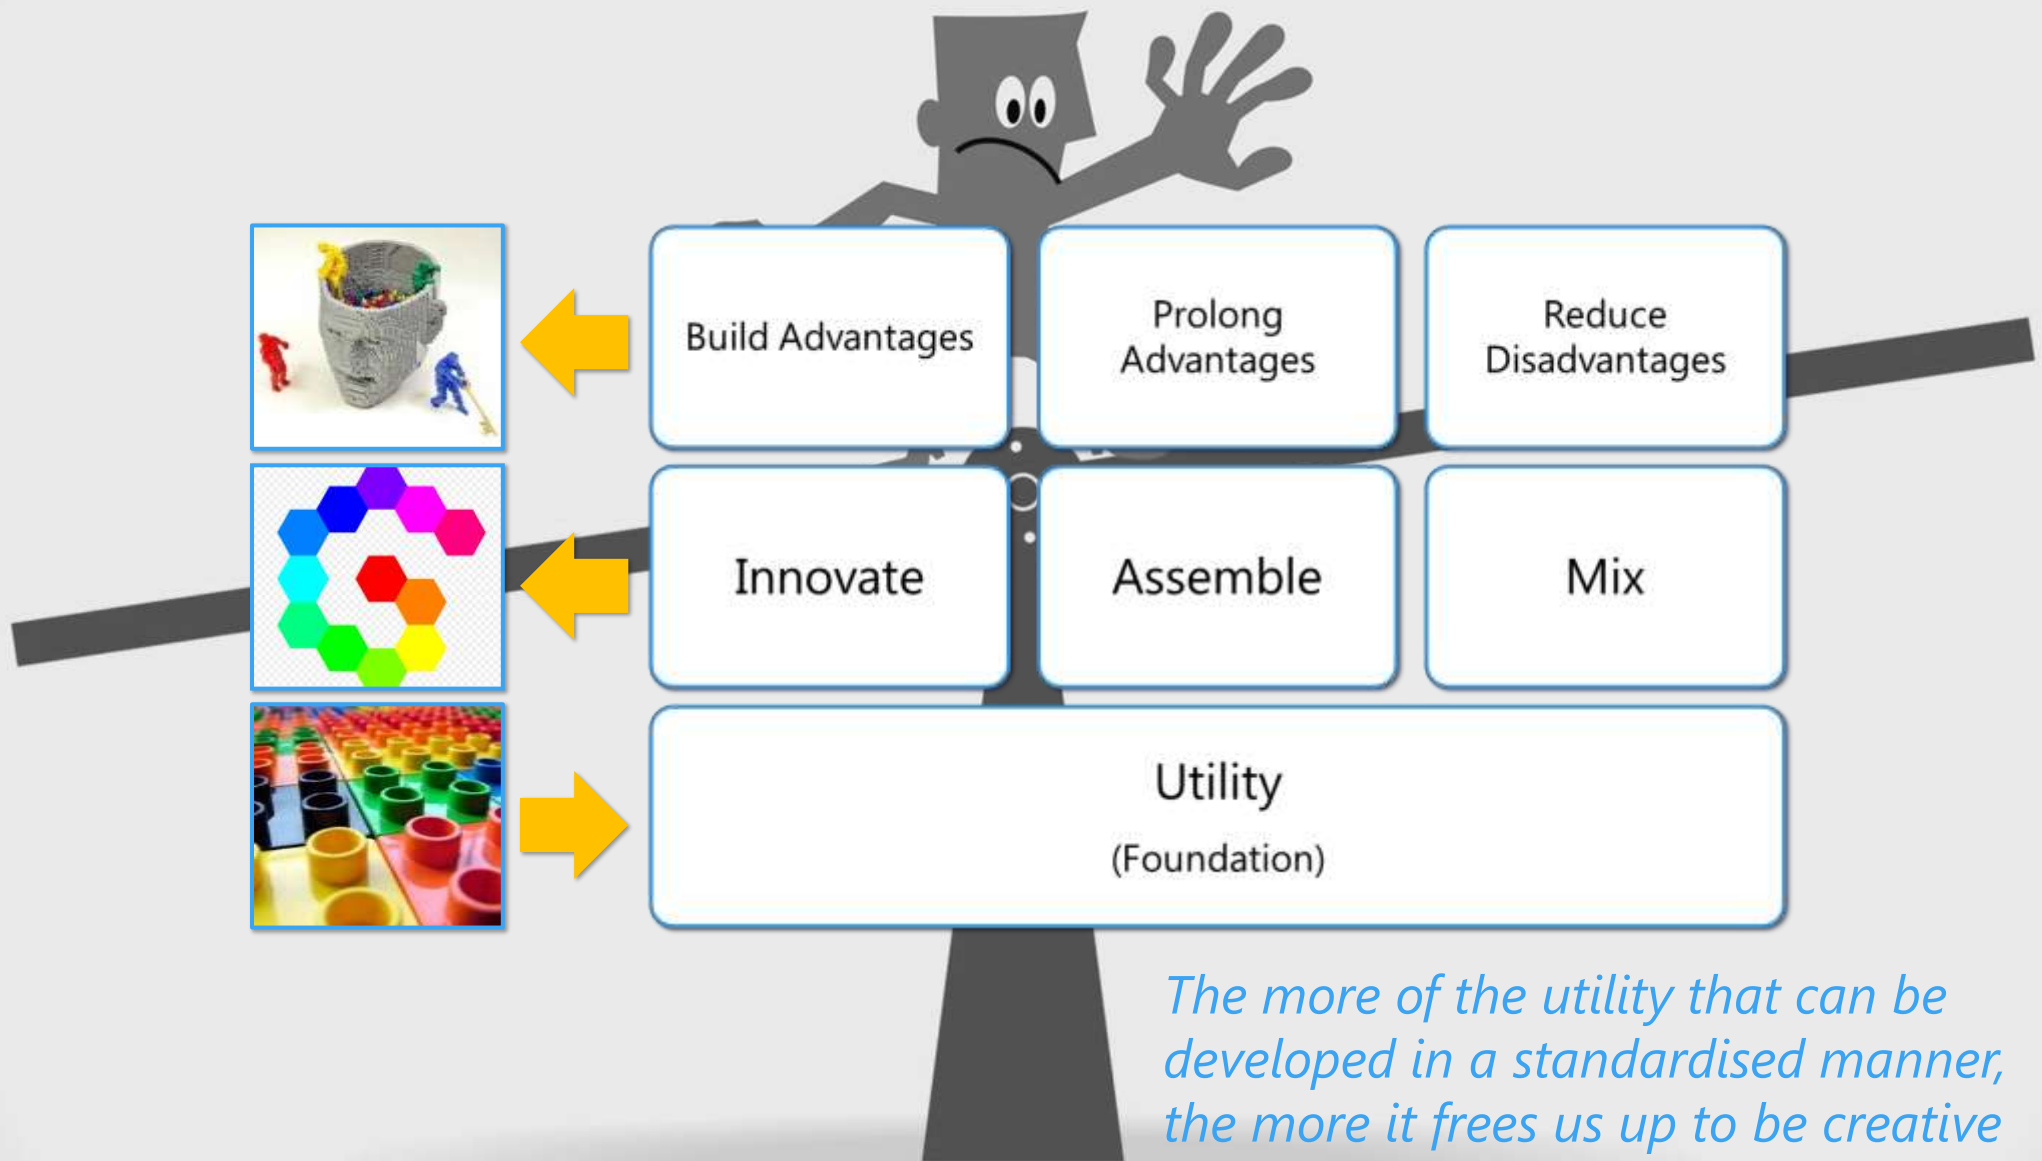 Build Advantages
Prolong
Advantages
Reduce
Disadvantages
Innovate
Assemble
Mix
Utility
(Foundation)
The more of the utility that can be
developed in a standardised manner,
the more it frees us up to be creative